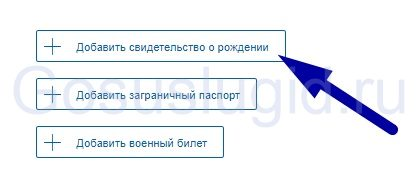 Добавить свидетельство о рождении
Gosuslugid.ru
Добавить заграничный паспорт
Добавить военный билет